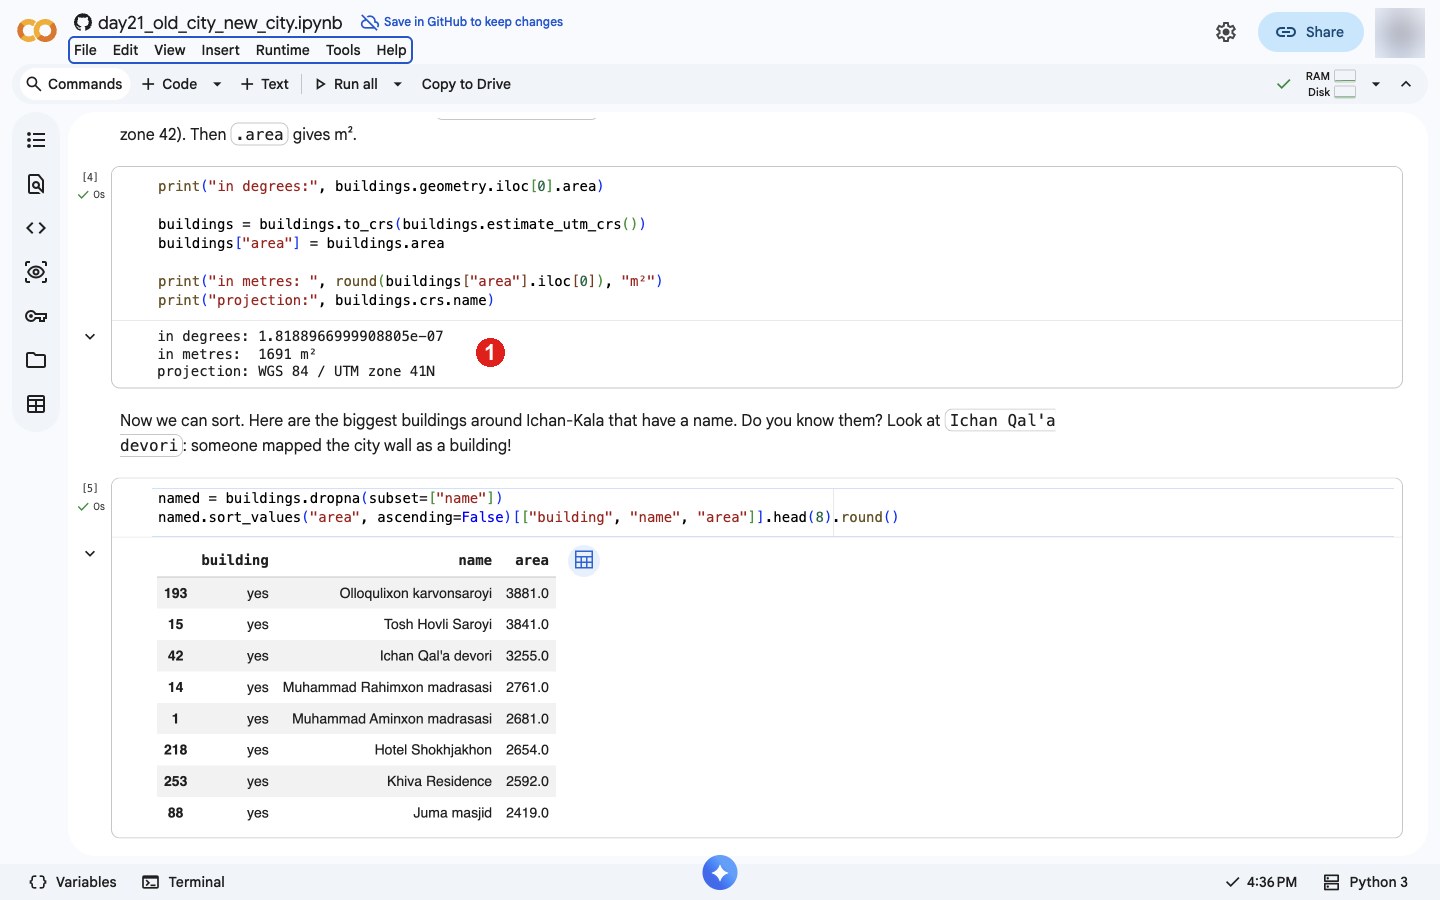 day21_old_city_new_city.ipynb
Save in GitHub to keep changes
File Edit View Insert Runtime Tools Help
Share
Commands + Code + Text Run all Copy to Drive
RAM
Disk
zone 42). Then .area gives m².
[4]
0s
print("in degrees:", buildings.geometry.iloc[0].area)
buildings = buildings.to_crs(buildings.estimate_utm_crs())
buildings["area"] = buildings.area
print("in metres: ", round(buildings["area"].iloc[0]), "m²")
print("projection:", buildings.crs.name)
in degrees: 1.8188966999908805e-07
in metres:  1691 m²
projection: WGS 84 / UTM zone 41N
1
Now we can sort. Here are the biggest buildings around Ichan-Kala that have a name. Do you know them? Look at Ichan Qal'a
devori: someone mapped the city wall as a building!
[5]
0s
named = buildings.dropna(subset=["name"])
named.sort_values("area", ascending=False)[["building", "name", "area"]].head(8).round()
building name area
193 yes Olloqulixon karvonsaroyi 3881.0
15 yes Tosh Hovli Saroyi 3841.0
42 yes Ichan Qal'a devori 3255.0
14 yes Muhammad Rahimxon madrasasi 2761.0
1 yes Muhammad Aminxon madrasasi 2681.0
218 yes Hotel Shokhjakhon 2654.0
253 yes Khiva Residence 2592.0
88 yes Juma masjid 2419.0
Variables Terminal
4:36 PM Python 3